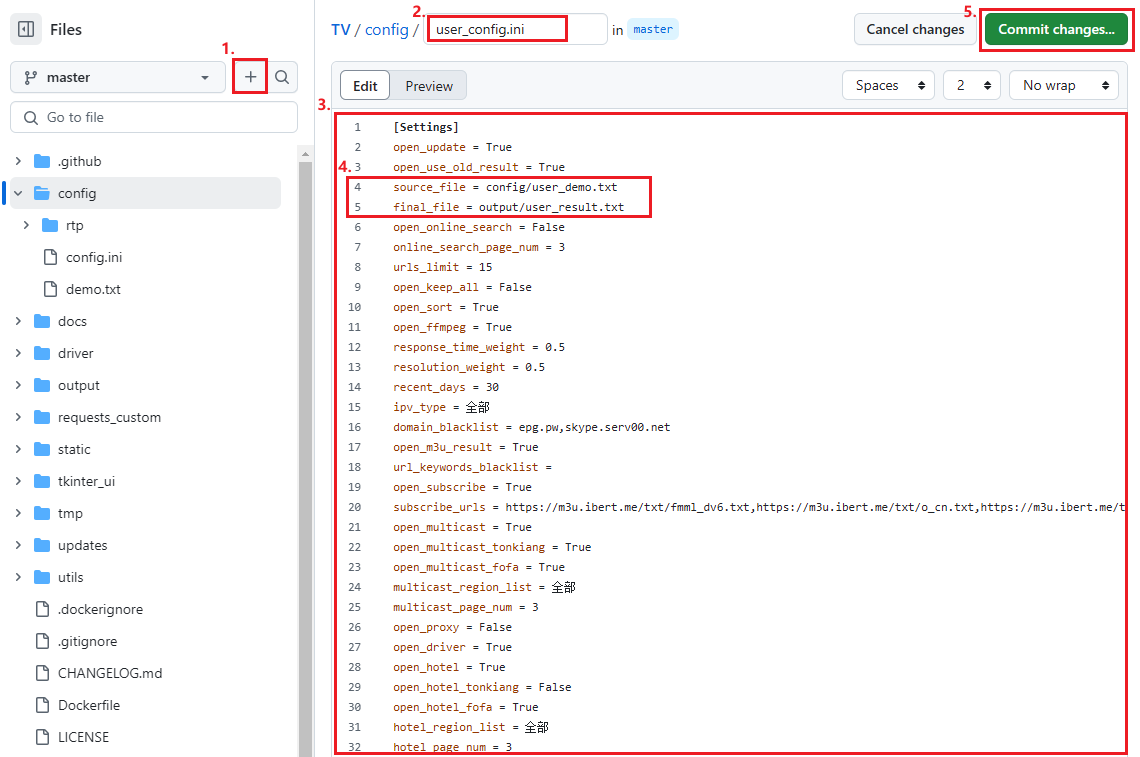 Files
1.
master
Go to file
.github
config
rtp
config.ini
demo.txt
docs
driver
output
requests_custom
static
tkinter_ui
tmp
updates
utils
.dockerignore
.gitignore
CHANGELOG.md
Dockerfile
LICENSE
2.
TV / config / user_config.ini in master
Cancel changes
5.
Commit changes...
Edit Preview
Spaces 2 No wrap
3.
1 [Settings]
2 open_update = True
3 open_use_old_result = True
4.
4 source_file = config/user_demo.txt
5 final_file = output/user_result.txt
6 open_online_search = False
7 online_search_page_num = 3
8 urls_limit = 15
9 open_keep_all = False
10 open_sort = True
11 open_ffmpeg = True
12 response_time_weight = 0.5
13 resolution_weight = 0.5
14 recent_days = 30
15 ipv_type = 全部
16 domain_blacklist = epg.pw,skype.serv00.net
17 open_m3u_result = True
18 url_keywords_blacklist =
19 open_subscribe = True
20 subscribe_urls = https://m3u.ibert.me/txt/fmml_dv6.txt,https://m3u.ibert.me/txt/o_cn.txt,https://m3u.ibert.me/t
21 open_multicast = True
22 open_multicast_tonkiang = True
23 open_multicast_fofa = True
24 multicast_region_list = 全部
25 multicast_page_num = 3
26 open_proxy = False
27 open_driver = True
28 open_hotel = True
29 open_hotel_tonkiang = False
30 open_hotel_fofa = True
31 hotel_region_list = 全部
32 hotel_page_num = 3